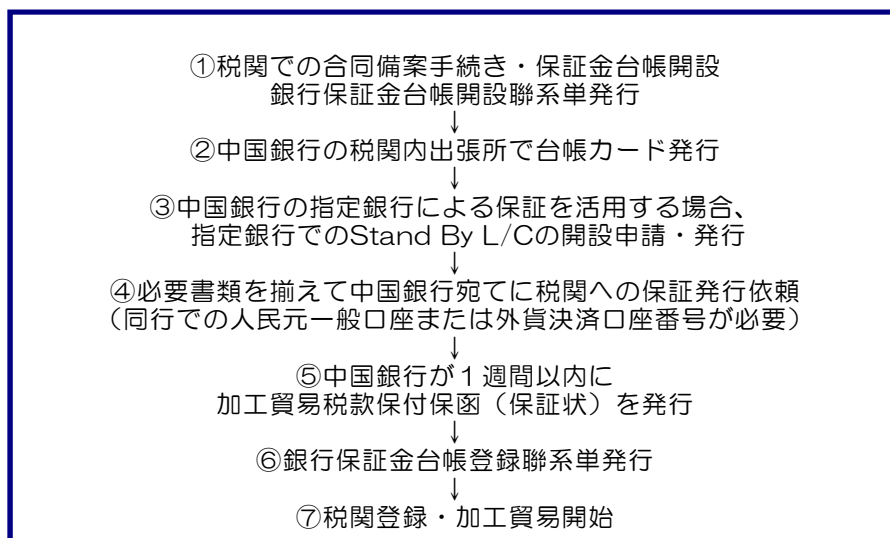 ①税関での合同備案手続き・保証金台帳開設
銀行保証金台帳開設聯系単発行
↓
②中国銀行の税関内出張所で台帳カード発行
↓
③中国銀行の指定銀行による保証を活用する場合、
指定銀行でのStand By L/Cの開設申請・発行
↓
④必要書類を揃えて中国銀行宛てに税関への保証発行依頼
（同行での人民元一般口座または外貨決済口座番号が必要）
↓
⑤中国銀行が１週間以内に
加工貿易税款保付保函（保証状）を発行
↓
⑥銀行保証金台帳登録聯系単発行
↓
⑦税関登録・加工貿易開始